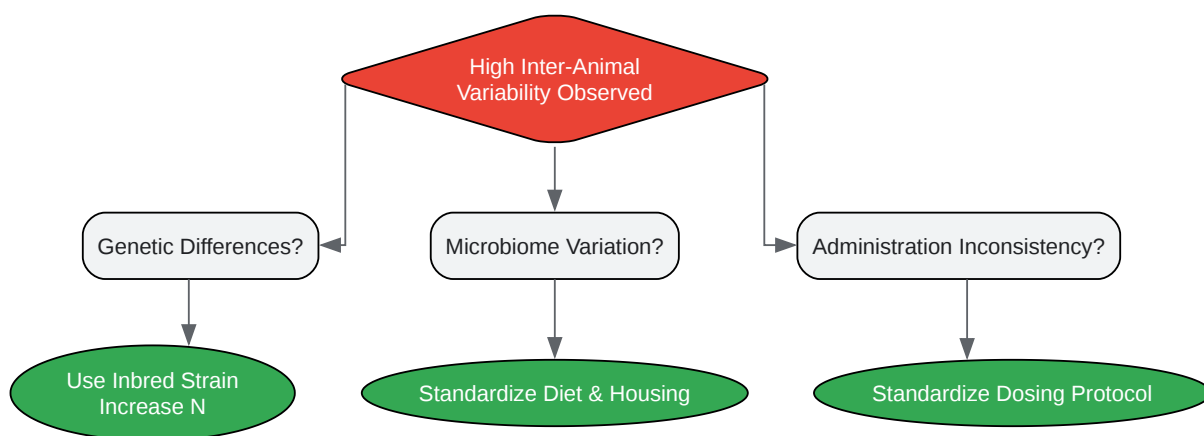 High Inter-Animal
Variability Observed
Genetic Differences?
Microbiome Variation?
Administration Inconsistency?
Use Inbred Strain
Increase N
Standardize Diet & Housing
Standardize Dosing Protocol